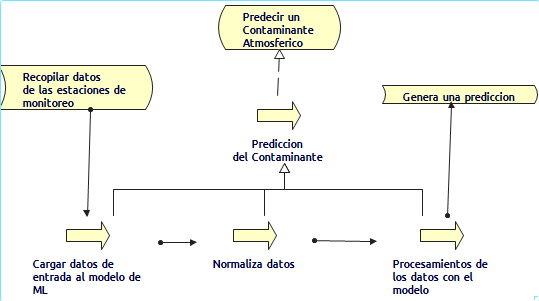 Predecir un
Contaminante
Atmosferico
Recopilar datos
de las estaciones de
monitoreo
Genera una prediccion
Prediccion
del Contaminante
Cargar datos de
entrada al modelo de
ML
Normaliza datos
Procesamientos de
los datos con el
modelo